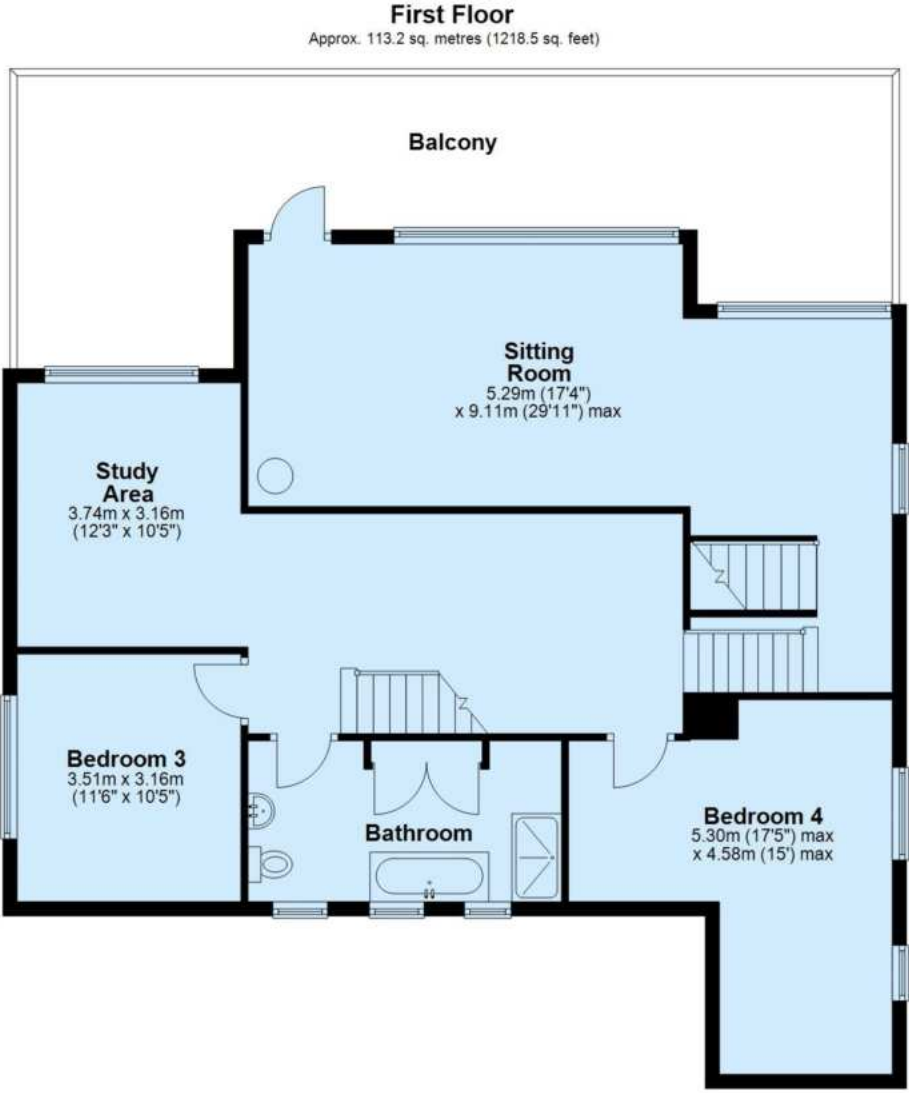 First Floor
Approx. 113.2 sq. metres (1218.5 sq. feet)
Balcony
Sitting
Room
5.29m (17'4")
x 9.11m (29'11") max
Study
Area
3.74m x 3.16m
(12'3" x 10'5")
Bedroom 3
3.51m x 3.16m
(11'6" x 10'5")
Bathroom
Bedroom 4
5.30m (17'5") max
x 4.58m (15') max